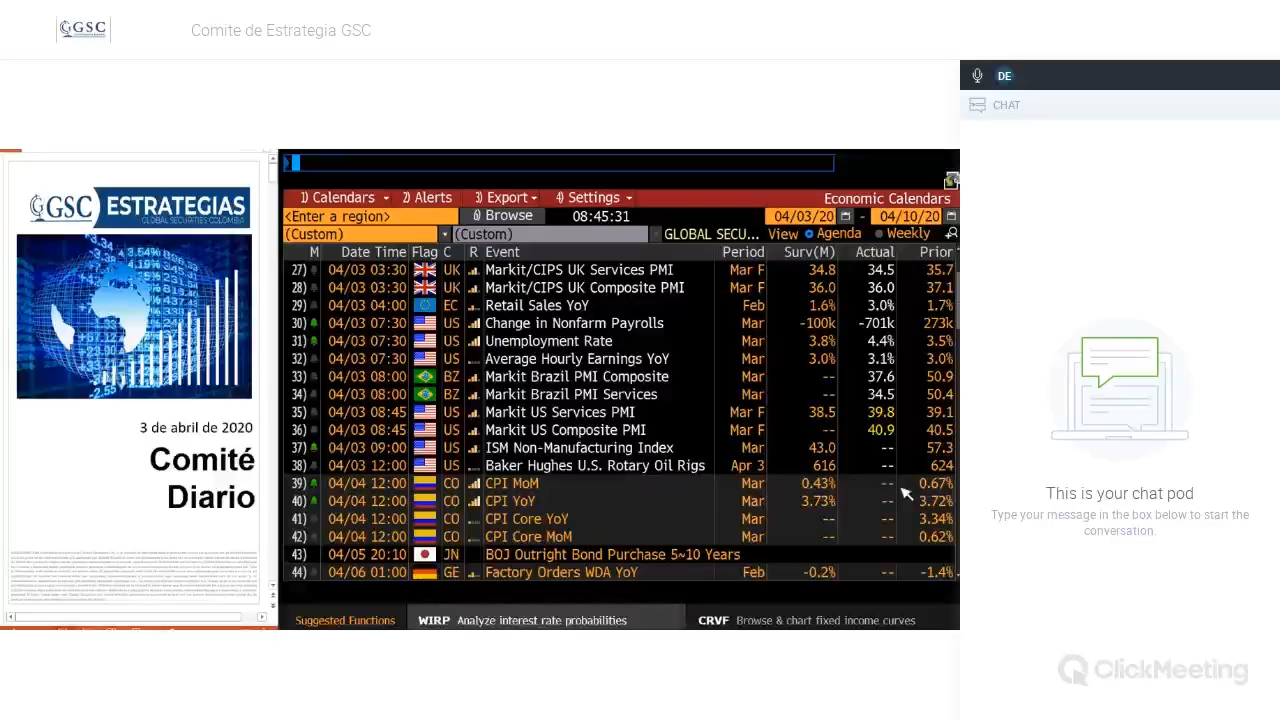 GSC
Comite de Estrategia GSC
DE
CHAT
GSC ESTRATEGIAS
GLOBAL SECURITIES COLOMBIA
3 de abril de 2020
Comité
Diario
1) Calendars 2) Alerts 3) Export 4) Settings Economic Calendars
<Enter a region> 6) Browse 08:45:31 04/03/20 - 04/10/20
(Custom) (Custom) GLOBAL SECU... View Agenda Weekly
M Date Time Flag C R Event Period Surv(M) Actual Prior
27) 04/03 03:30 UK Markit/CIPS UK Services PMI Mar F 34.8 34.5 35.7
28) 04/03 03:30 UK Markit/CIPS UK Composite PMI Mar F 36.0 36.0 37.1
29) 04/03 04:00 EC Retail Sales YoY Feb 1.6% 3.0% 1.7%
30) 04/03 07:30 US Change in Nonfarm Payrolls Mar -100k -701k 273k
31) 04/03 07:30 US Unemployment Rate Mar 3.8% 4.4% 3.5%
32) 04/03 07:30 US Average Hourly Earnings YoY Mar 3.0% 3.1% 3.0%
33) 04/03 08:00 BZ Markit Brazil PMI Composite Mar -- 37.6 50.9
34) 04/03 08:00 BZ Markit Brazil PMI Services Mar -- 34.5 50.4
35) 04/03 08:45 US Markit US Services PMI Mar F 38.5 39.8 39.1
36) 04/03 08:45 US Markit US Composite PMI Mar F -- 40.9 40.5
37) 04/03 09:00 US ISM Non-Manufacturing Index Mar 43.0 -- 57.3
38) 04/03 12:00 US Baker Hughes U.S. Rotary Oil Rigs Apr 3 616 -- 624
39) 04/04 12:00 CO CPI MoM Mar 0.43% -- 0.67%
40) 04/04 12:00 CO CPI YoY Mar 3.73% -- 3.72%
41) 04/04 12:00 CO CPI Core YoY Mar -- -- 3.34%
42) 04/04 12:00 CO CPI Core MoM Mar -- -- 0.62%
43) 04/05 20:10 JN BOJ Outright Bond Purchase 5~10 Years
44) 04/06 01:00 GE Factory Orders WDA YoY Feb -0.2% -- -1.4%
Suggested Functions WIRP Analyze interest rate probabilities CRVF Browse & chart fixed income curves
This is your chat pod
Type your message in the box below to start the
conversation.
ClickMeeting